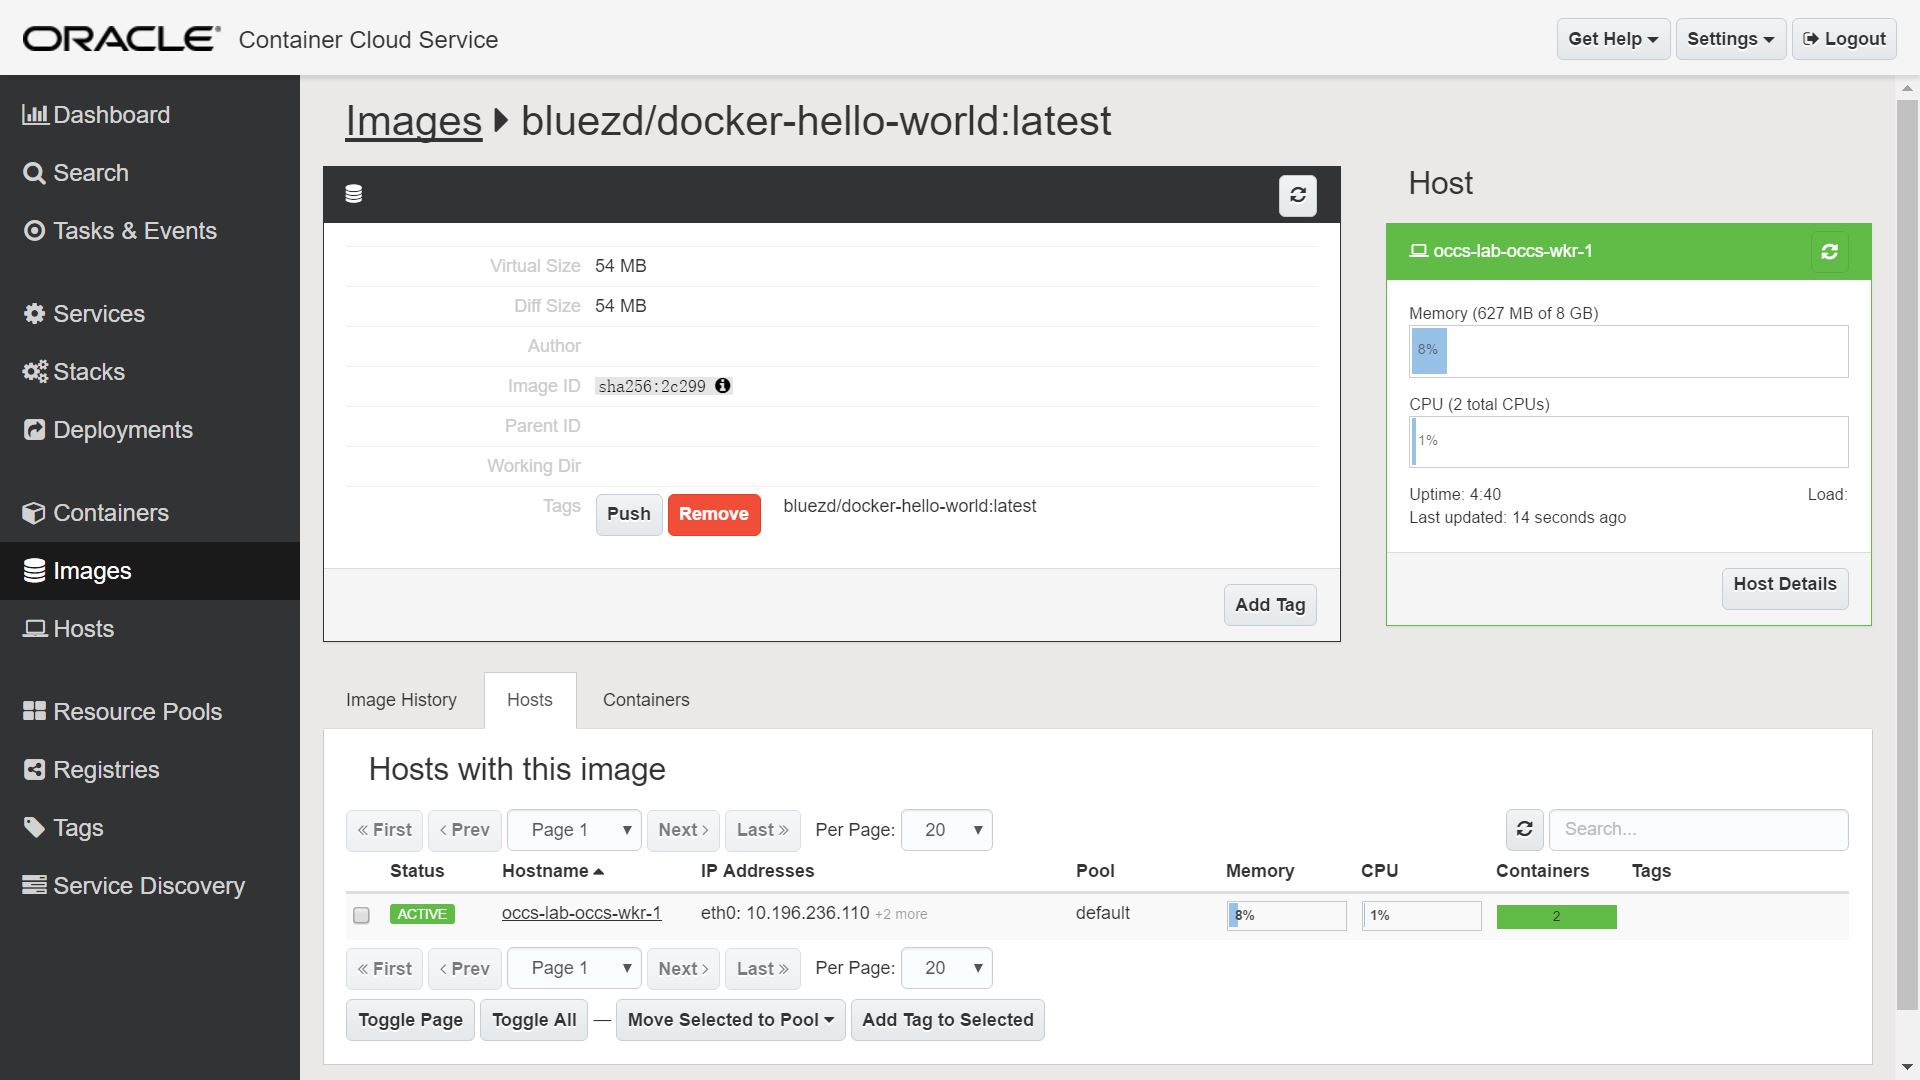 ORACLE Container Cloud Service
Get Help Settings Logout
Dashboard
Search
Tasks & Events
Services
Stacks
Deployments
Containers
Images
Hosts
Resource Pools
Registries
Tags
Service Discovery
Images bluezd/docker-hello-world:latest
Virtual Size 54 MB
Diff Size 54 MB
Author
Image ID sha256:2c299
Parent ID
Working Dir
Tags Push Remove bluezd/docker-hello-world:latest
Add Tag
Host
occs-lab-occs-wkr-1
Memory (627 MB of 8 GB)
8%
CPU (2 total CPUs)
1%
Uptime: 4:40 Load:
Last updated: 14 seconds ago
Host Details
Image History Hosts Containers
Hosts with this image
« First ‹ Prev Page 1 Next › Last » Per Page: 20 Search...
Status Hostname IP Addresses Pool Memory CPU Containers Tags
ACTIVE occs-lab-occs-wkr-1 eth0: 10.196.236.110 +2 more default 8% 1% 2
« First ‹ Prev Page 1 Next › Last » Per Page: 20
Toggle Page Toggle All — Move Selected to Pool Add Tag to Selected